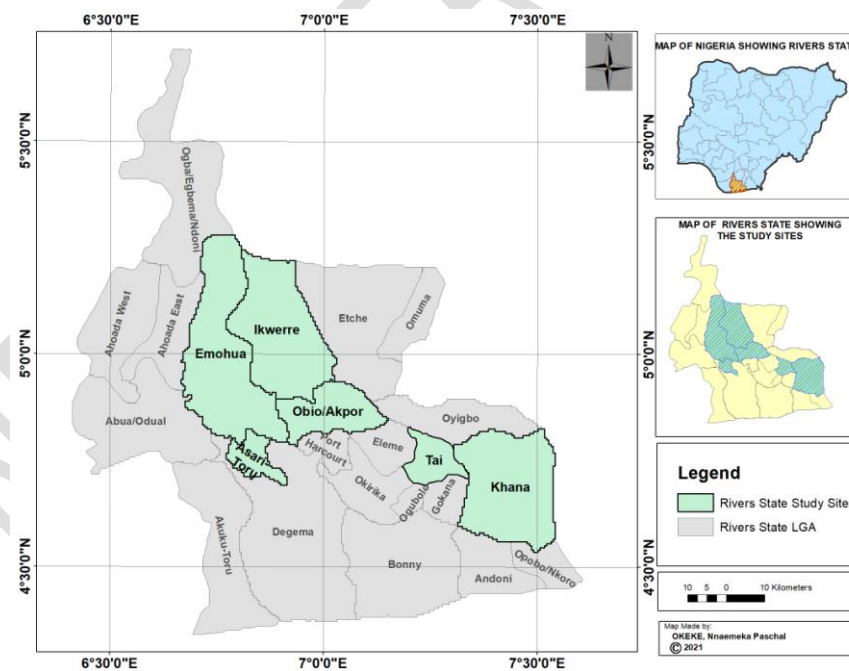 6°30'0"E 7°0'0"E 7°30'0"E
N
5°30'0"N
5°30'0"N
Ogba/Egbema/Ndoni
Ahoada West
Ahoada East
Ikwerre
Etche
Omuma
5°0'0"N
5°0'0"N
Emohua
Abua/Odual
Obio/Akpor
Oyigbo
Asari-
Toru
Port
Harcourt
Eleme
Tai
Khana
Okirika
Ogubolo
Gokana
Akuku-Toru
Degema
Bonny
Andoni
Opobo/Nkoro
4°30'0"N
4°30'0"N
6°30'0"E 7°0'0"E 7°30'0"E
MAP OF NIGERIA SHOWING RIVERS STAT
MAP OF RIVERS STATE SHOWING
THE STUDY SITES
Legend
Rivers State Study Site
Rivers State LGA
10 5 0 10 Kilometers
Map Made by:
OKEKE, Nnaemeka Paschal
© 2021